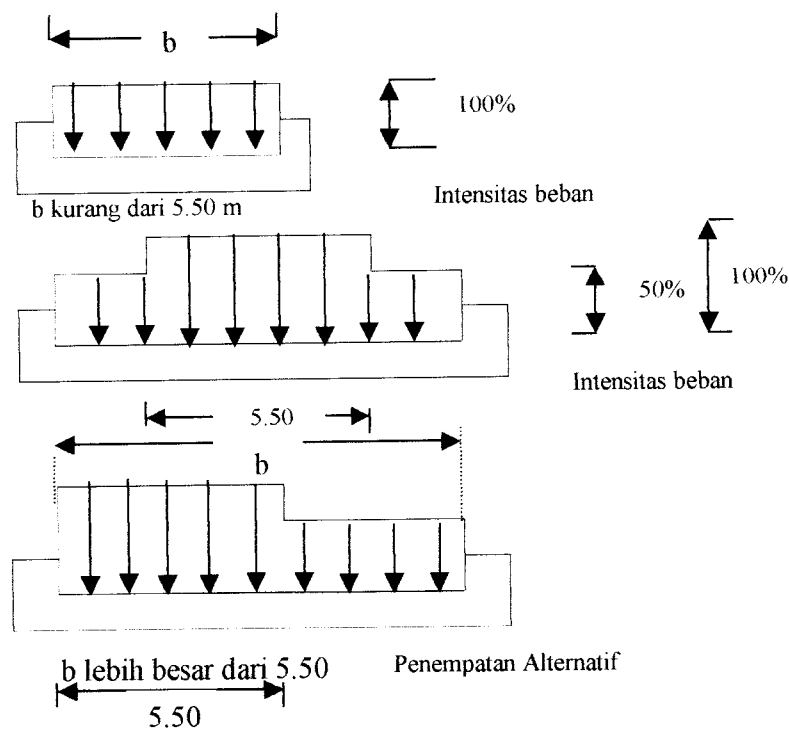 b
100%
b kurang dari 5.50 m
Intensitas beban
50%
100%
Intensitas beban
5.50
b
b lebih besar dari 5.50
Penempatan Alternatif
5.50